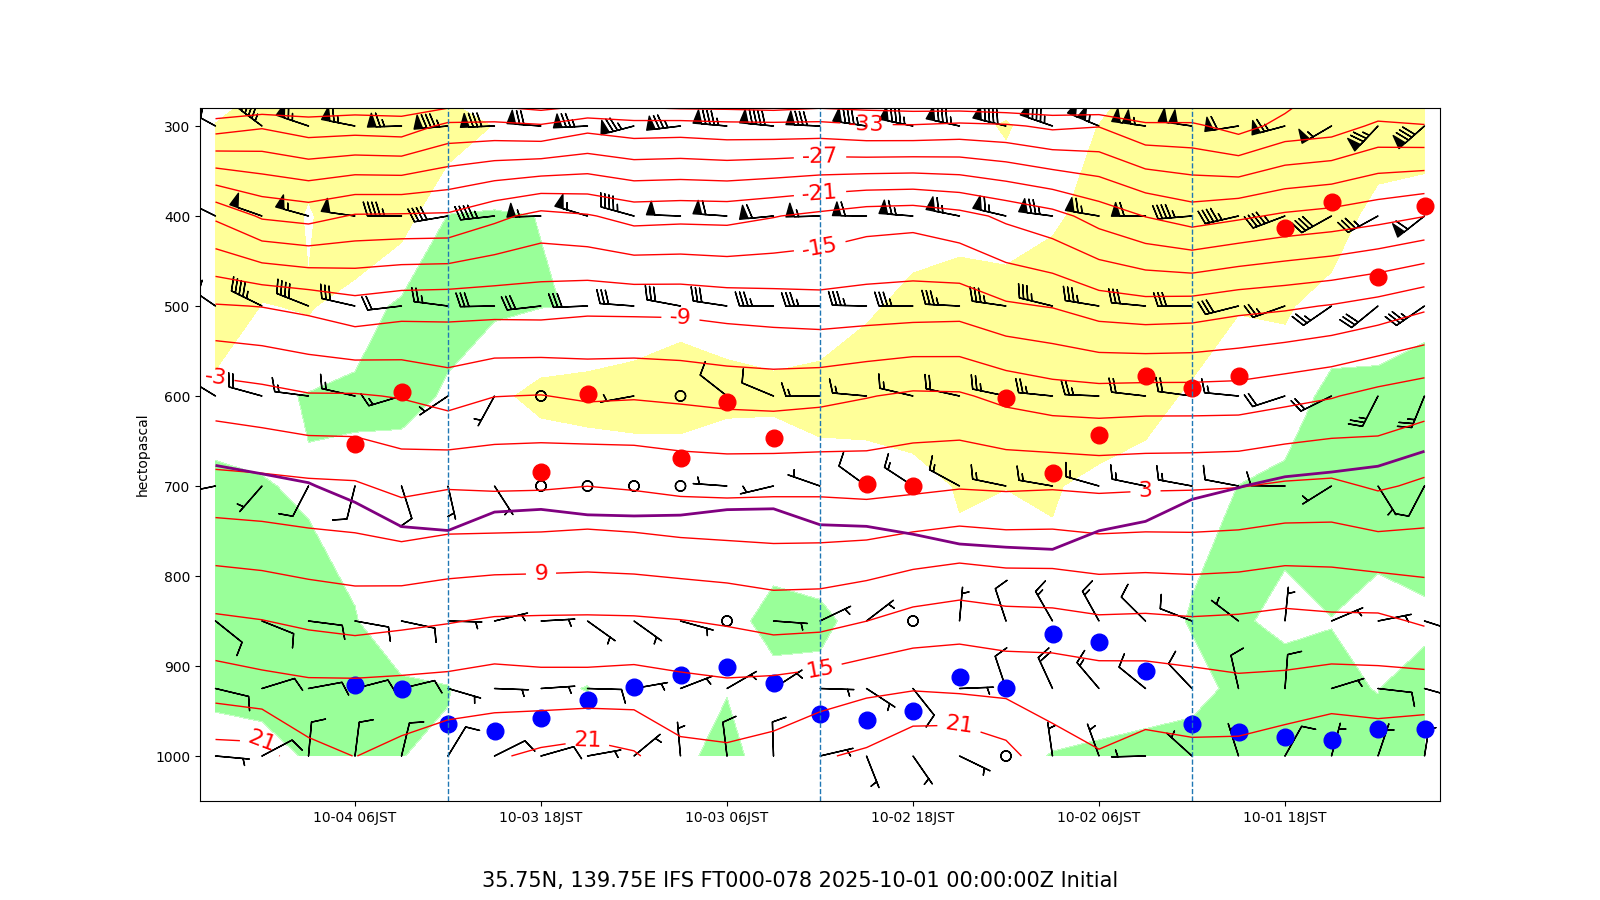 300
400
500
600
700
800
900
1000
hectopascal
-33
-27
-21
-15
-9
-3
3
9
15
21
21
21
10-04 06JST
10-03 18JST
10-03 06JST
10-02 18JST
10-02 06JST
10-01 18JST
35.75N, 139.75E IFS FT000-078 2025-10-01 00:00:00Z Initial